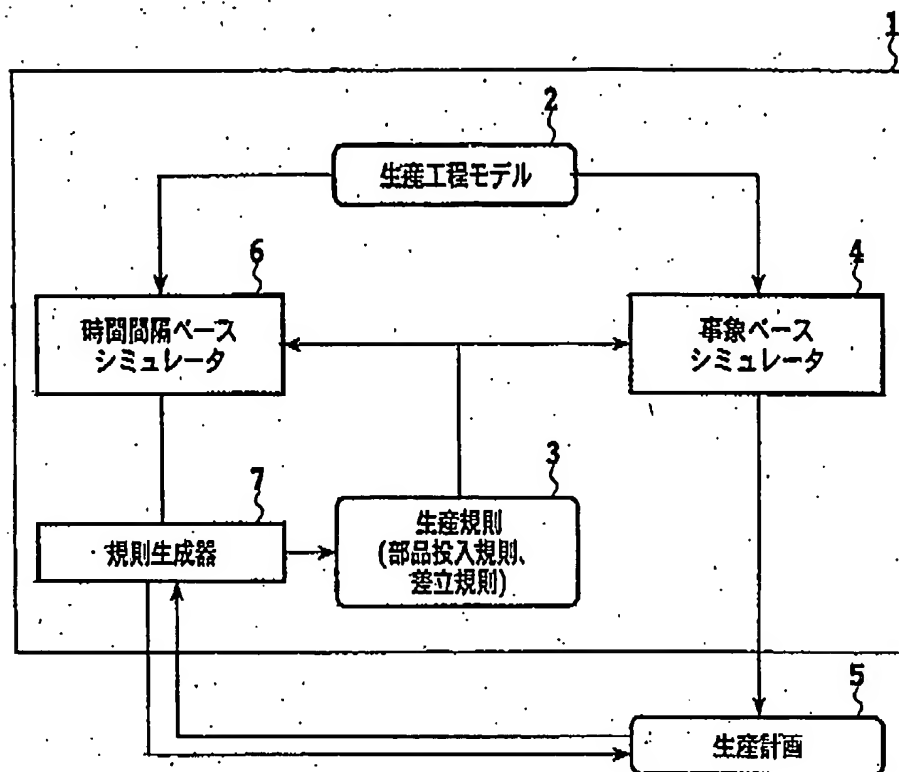 1
2
生産工程モデル
6
時間間隔ベース
シミュレータ
4
事象ベース
シミュレータ
3
生産規則
(部品投入規則、
差立規則)
7
規則生成器
5
生産計画